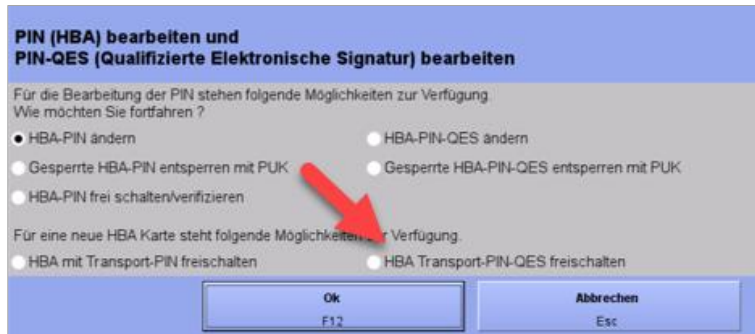 PIN (HBA) bearbeiten und
PIN-QES (Qualifizierte Elektronische Signatur) bearbeiten
Für die Bearbeitung der PIN stehen folgende Möglichkeiten zur Verfügung.
Wie möchten Sie fortfahren ?
HBA-PIN ändern
HBA-PIN-QES ändern
Gesperrte HBA-PIN entsperren mit PUK
Gesperrte HBA-PIN-QES entsperren mit PUK
HBA-PIN frei schalten/verifizieren
Für eine neue HBA Karte steht folgende Möglichkeiten zur Verfügung.
HBA mit Transport-PIN freischalten
HBA Transport-PIN-QES freischalten
Ok
F12
Abbrechen
Esc